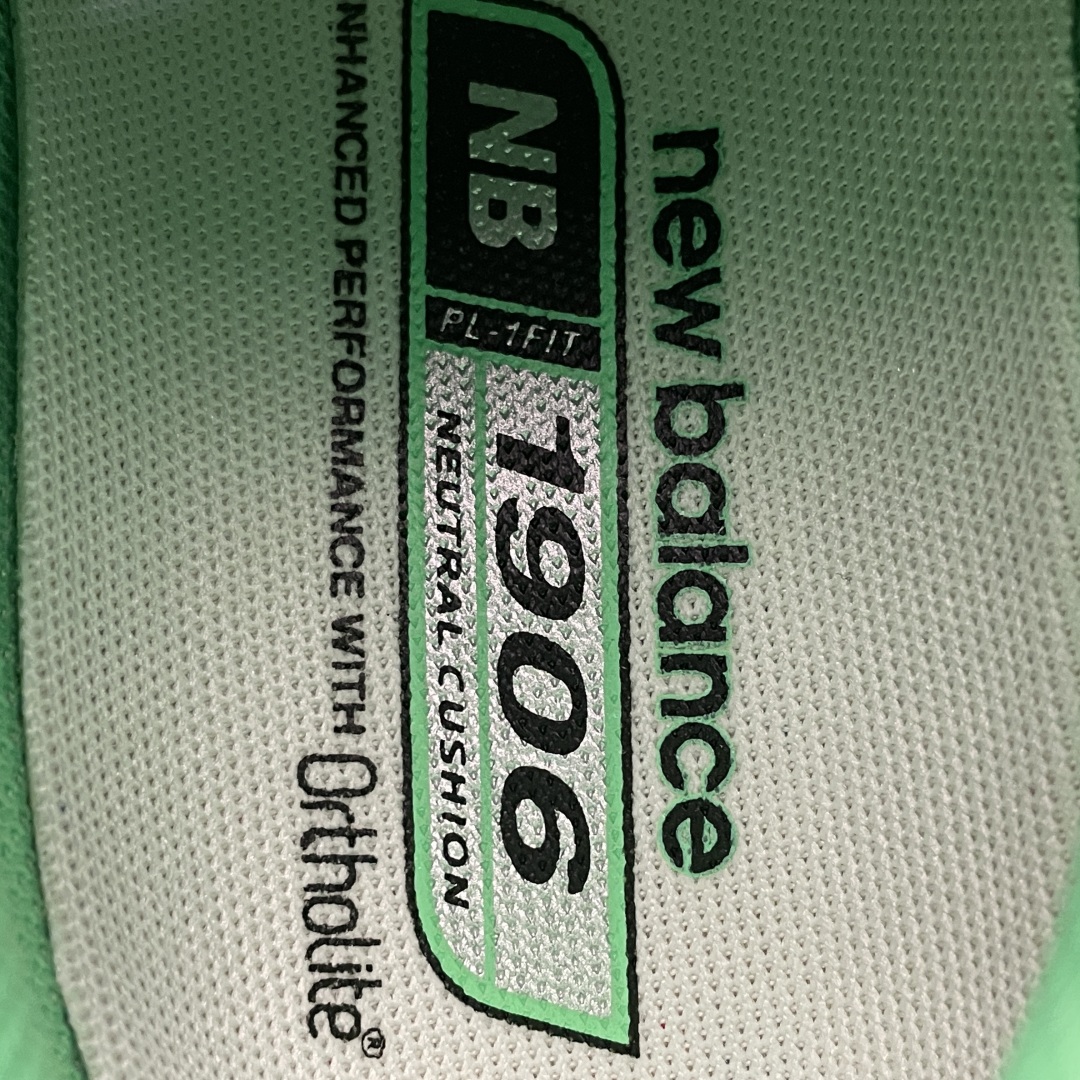 new balance
NB
PL-1FIT
1906
NEUTRAL CUSHION
NHANCED PERFORMANCE WITH Ortholite®